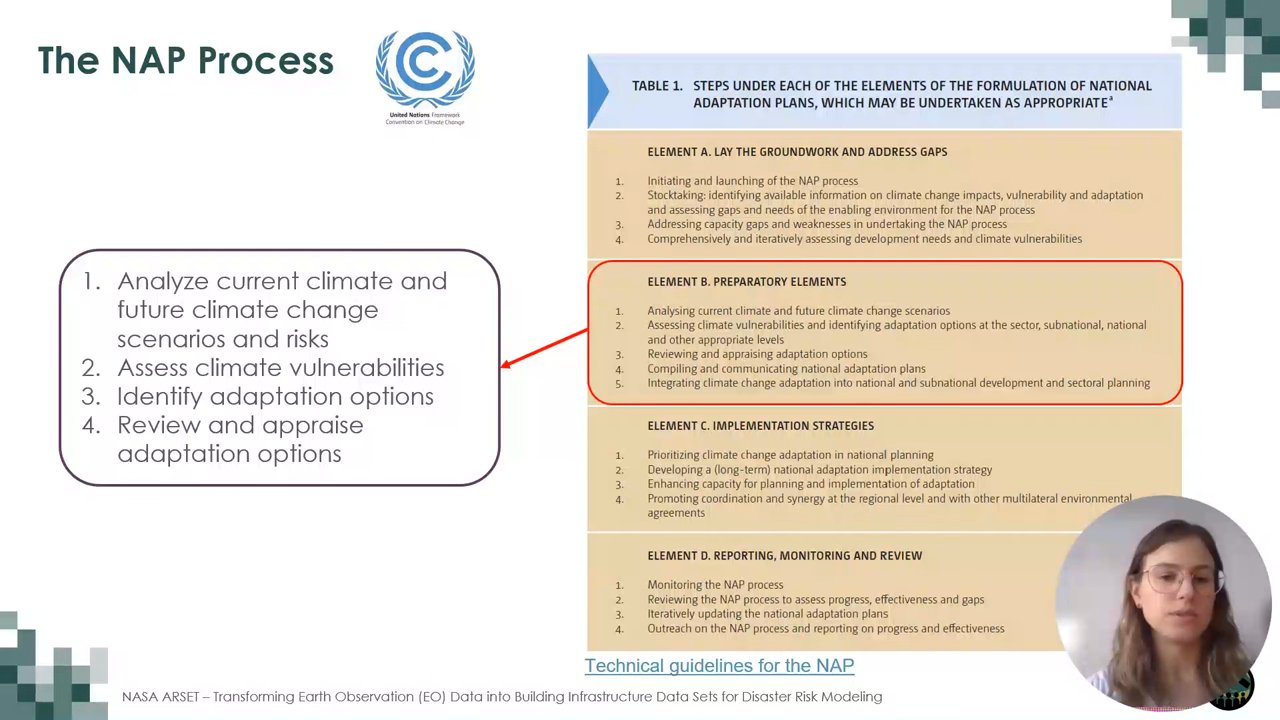 The NAP Process
United Nations Framework
Convention on Climate Change
1. Analyze current climate and
future climate change
scenarios and risks
2. Assess climate vulnerabilities
3. Identify adaptation options
4. Review and appraise
adaptation options
TABLE 1. STEPS UNDER EACH OF THE ELEMENTS OF THE FORMULATION OF NATIONAL
ADAPTATION PLANS, WHICH MAY BE UNDERTAKEN AS APPROPRIATEª
ELEMENT A. LAY THE GROUNDWORK AND ADDRESS GAPS
1. Initiating and launching of the NAP process
2. Stocktaking: identifying available information on climate change impacts, vulnerability and adaptation
and assessing gaps and needs of the enabling environment for the NAP process
3. Addressing capacity gaps and weaknesses in undertaking the NAP process
4. Comprehensively and iteratively assessing development needs and climate vulnerabilities
ELEMENT B. PREPARATORY ELEMENTS
1. Analysing current climate and future climate change scenarios
2. Assessing climate vulnerabilities and identifying adaptation options at the sector, subnational, national
and other appropriate levels
3. Reviewing and appraising adaptation options
4. Compiling and communicating national adaptation plans
5. Integrating climate change adaptation into national and subnational development and sectoral planning
ELEMENT C. IMPLEMENTATION STRATEGIES
1. Prioritizing climate change adaptation in national planning
2. Developing a (long-term) national adaptation implementation strategy
3. Enhancing capacity for planning and implementation of adaptation
4. Promoting coordination and synergy at the regional level and with other multilateral environmental
agreements
ELEMENT D. REPORTING, MONITORING AND REVIEW
1. Monitoring the NAP process
2. Reviewing the NAP process to assess progress, effectiveness and gaps
3. Iteratively updating the national adaptation plans
4. Outreach on the NAP process and reporting on progress and effectiveness
Technical guidelines for the NAP
NASA ARSET – Transforming Earth Observation (EO) Data into Building Infrastructure Data Sets for Disaster Risk Modeling